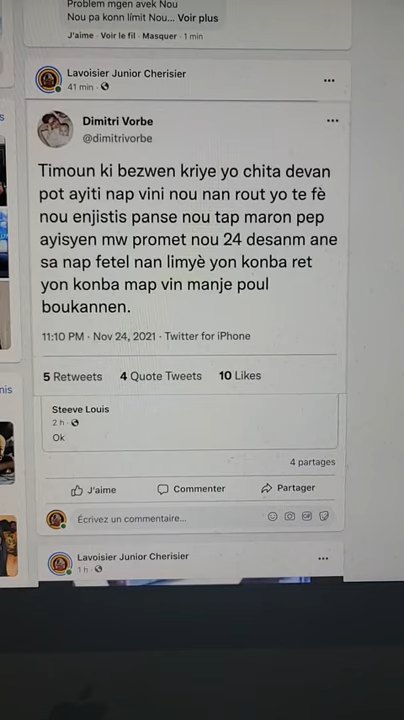 Problem mgen avek Nou
Nou pa konn limit Nou... Voir plus
J'aime · Voir le fil · Masquer · 1 min
Lavoisier Junior Cherisier
41 min ·
Dimitri Vorbe
@dimitrivorbe
Timoun ki bezwen kriye yo chita devan
pot ayiti nap vini nou nan rout yo te fè
nou enjistis panse nou tap maron pep
ayisyen mw promet nou 24 desanm ane
sa nap fetel nan limyè yon konba ret
yon konba map vin manje poul
boukannen.
11:10 PM · Nov 24, 2021 · Twitter for iPhone
5 Retweets 4 Quote Tweets 10 Likes
Steeve Louis
2 h ·
Ok
4 partages
J'aime Commenter Partager
Écrivez un commentaire...
Lavoisier Junior Cherisier
1 h ·